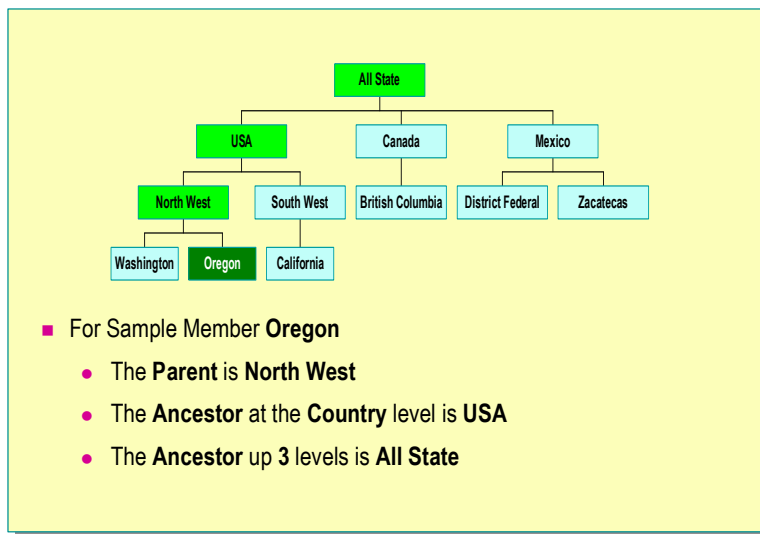 All State
USA
Canada
Mexico
North West
South West
British Columbia
District Federal
Zacatecas
Washington
Oregon
California
For Sample Member Oregon
The Parent is North West
The Ancestor at the Country level is USA
The Ancestor up 3 levels is All State